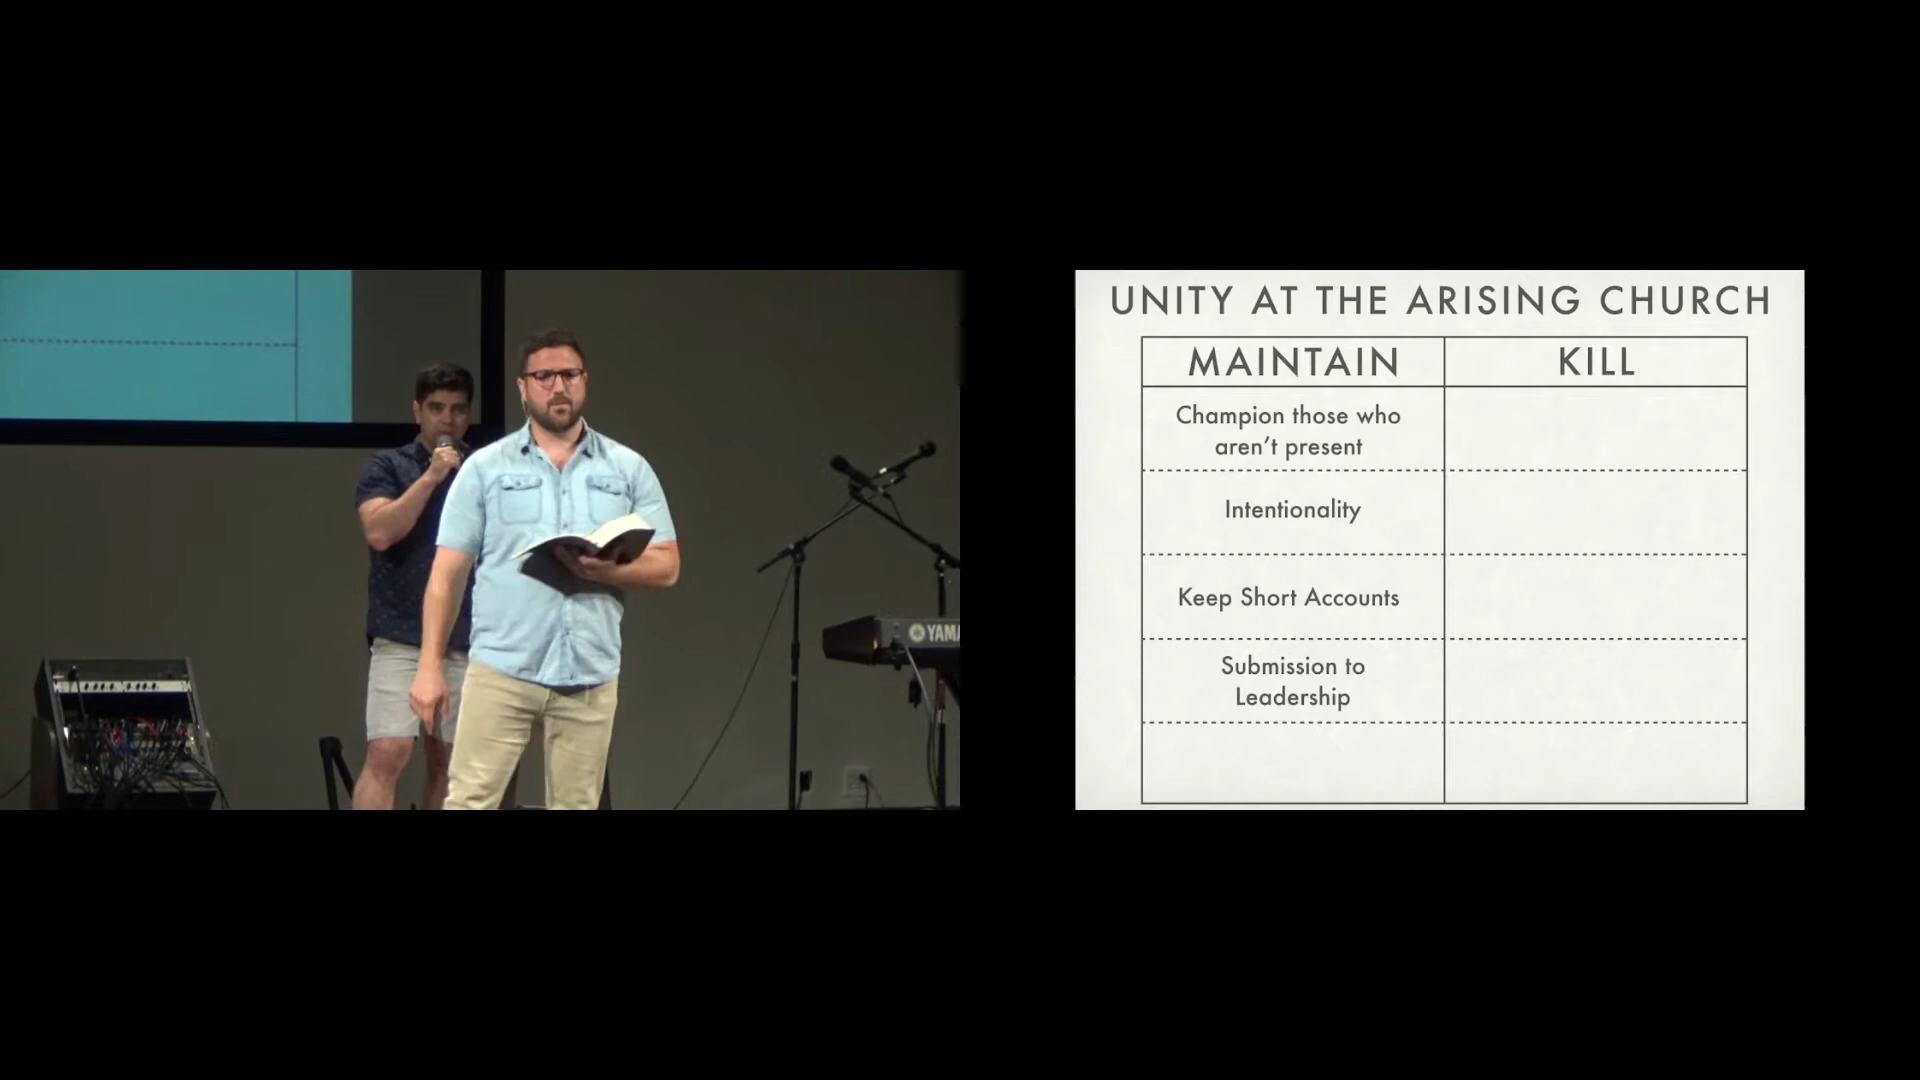 UNITY AT THE ARISING CHURCH
MAINTAIN
KILL
Champion those who
aren't present
Intentionality
Keep Short Accounts
Submission to
Leadership
YAMA